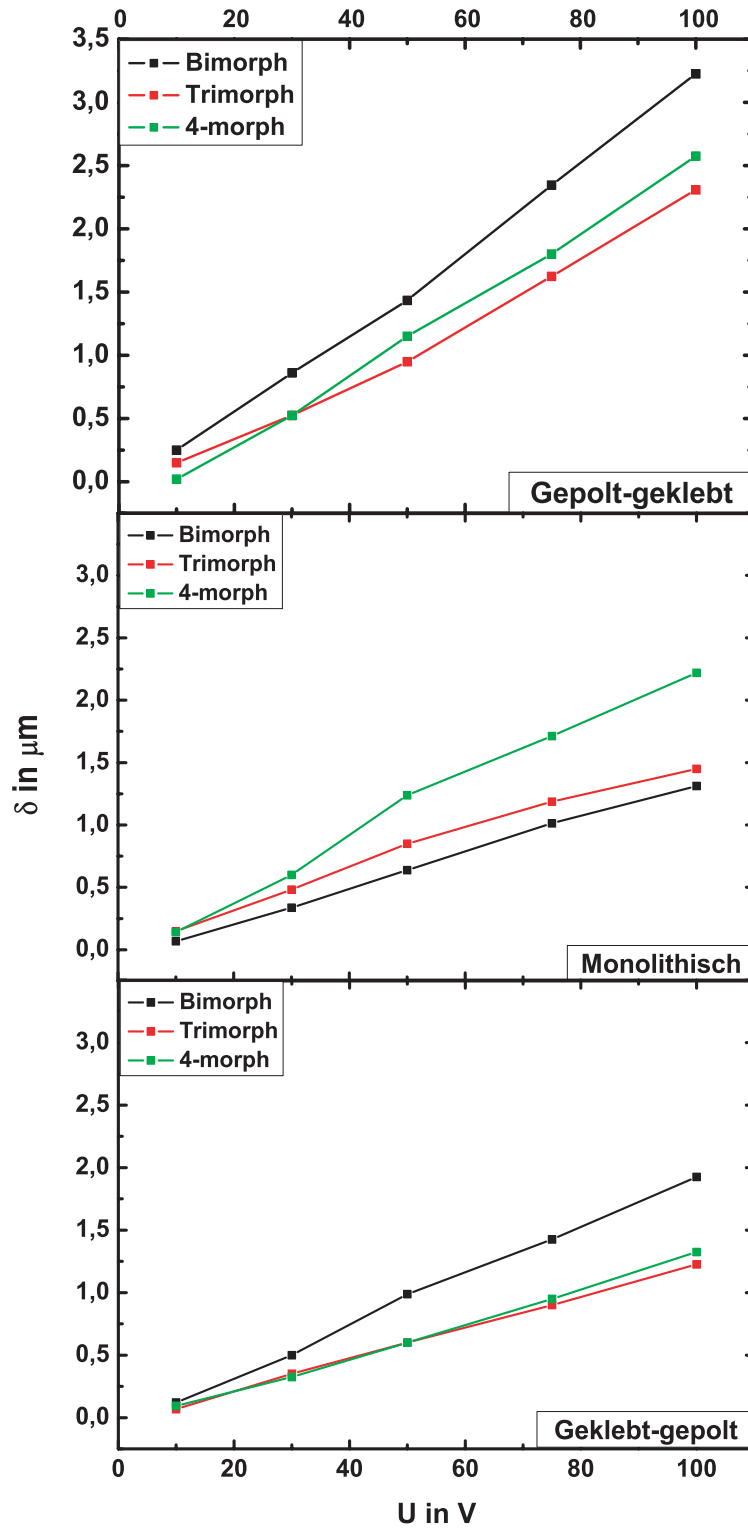 0 20 40 60 80 100
3,5
3,0
2,5
2,0
1,5
1,0
0,5
0,0
Bimorph
Trimorph
4-morph
Gepolt-geklebt
3,0
2,5
2,0
1,5
1,0
0,5
0,0
Bimorph
Trimorph
4-morph
Monolithisch
δ in μm
3,0
2,5
2,0
1,5
1,0
0,5
0,0
Bimorph
Trimorph
4-morph
Geklebt-gepolt
0 20 40 60 80 100
U in V